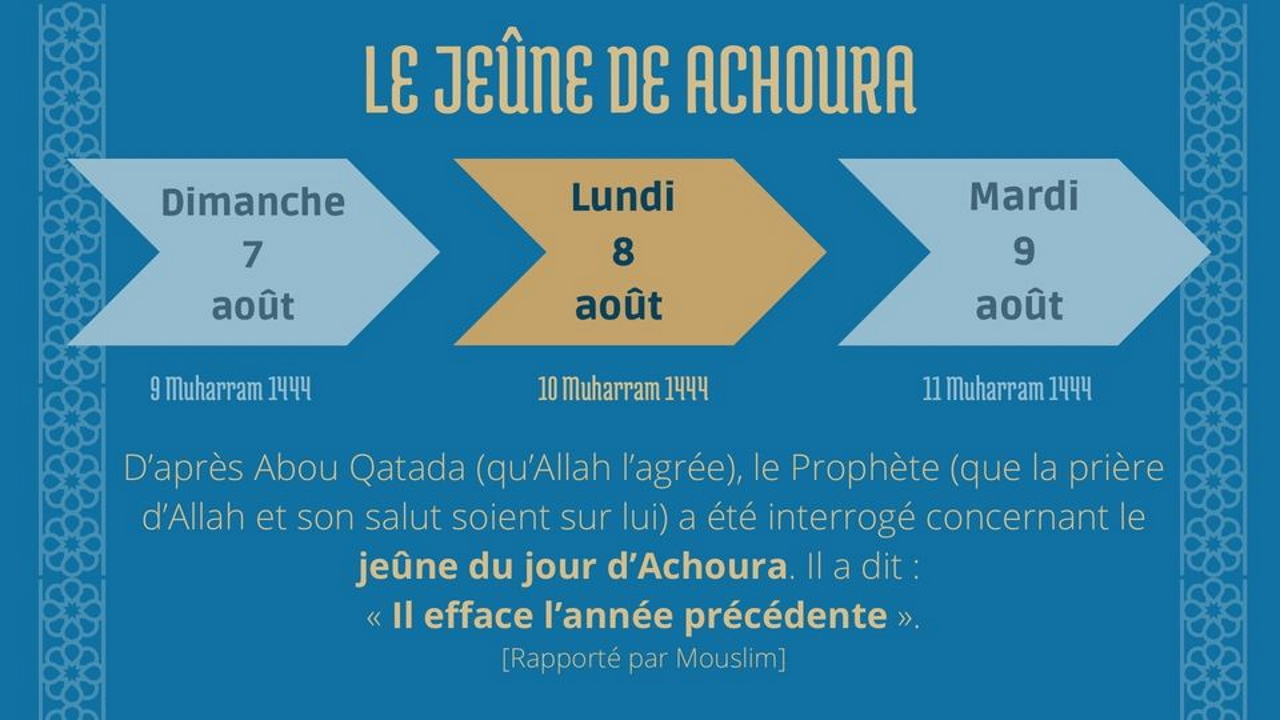 LE JEÛNE DE ACHOURA
Dimanche
7
août
Lundi
8
août
Mardi
9
août
9 Muharram 1444
10 Muharram 1444
11 Muharram 1444
D’après Abou Qatada (qu’Allah l’agrée), le Prophète (que la prière
d’Allah et son salut soient sur lui) a été interrogé concernant le
jeûne du jour d’Achoura. Il a dit :
« Il efface l’année précédente ».
[Rapporté par Mouslim]